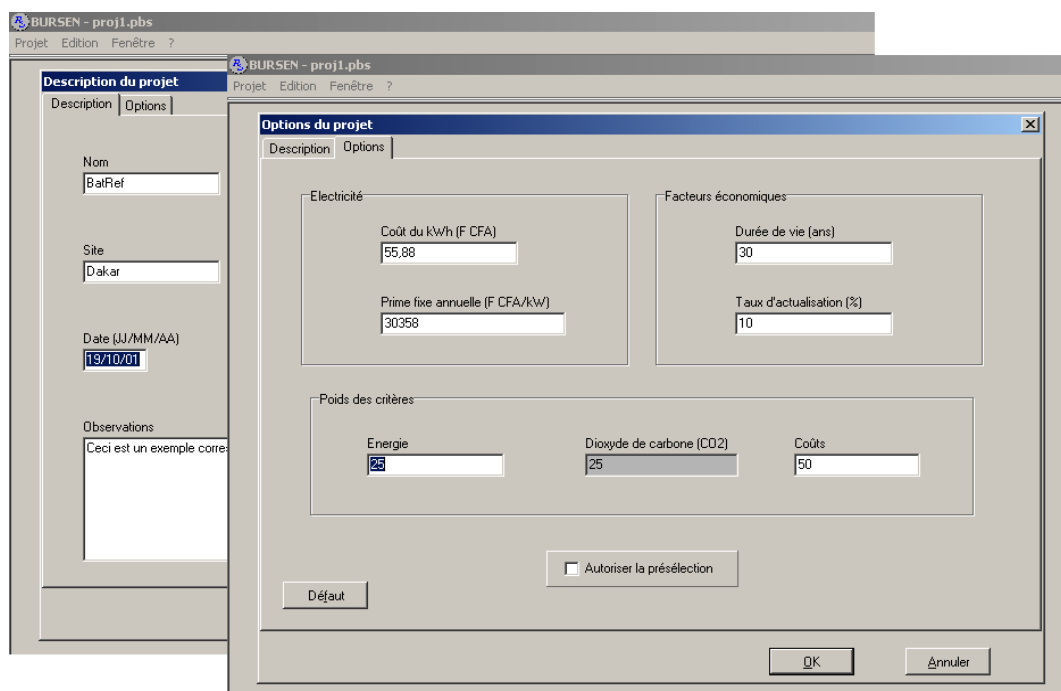 BURSEN - proj1.pbs
Projet Edition Fenêtre ?
Description du projet
Description Options
Nom
BatRef
Site
Dakar
Date (JJ/MM/AA)
19/10/01
Observations
Ceci est un exemple corre
BURSEN - proj1.pbs
Projet Edition Fenêtre ?
Options du projet
Description Options
Electricité
Coût du kWh (F CFA)
55,88
Prime fixe annuelle (F CFA/kW)
30358
Facteurs économiques
Durée de vie (ans)
30
Taux d'actualisation (%)
10
Poids des critères
Energie Dioxyde de carbone (CO2) Coûts
25 25 50
Autoriser la présélection
Défaut
OK Annuler